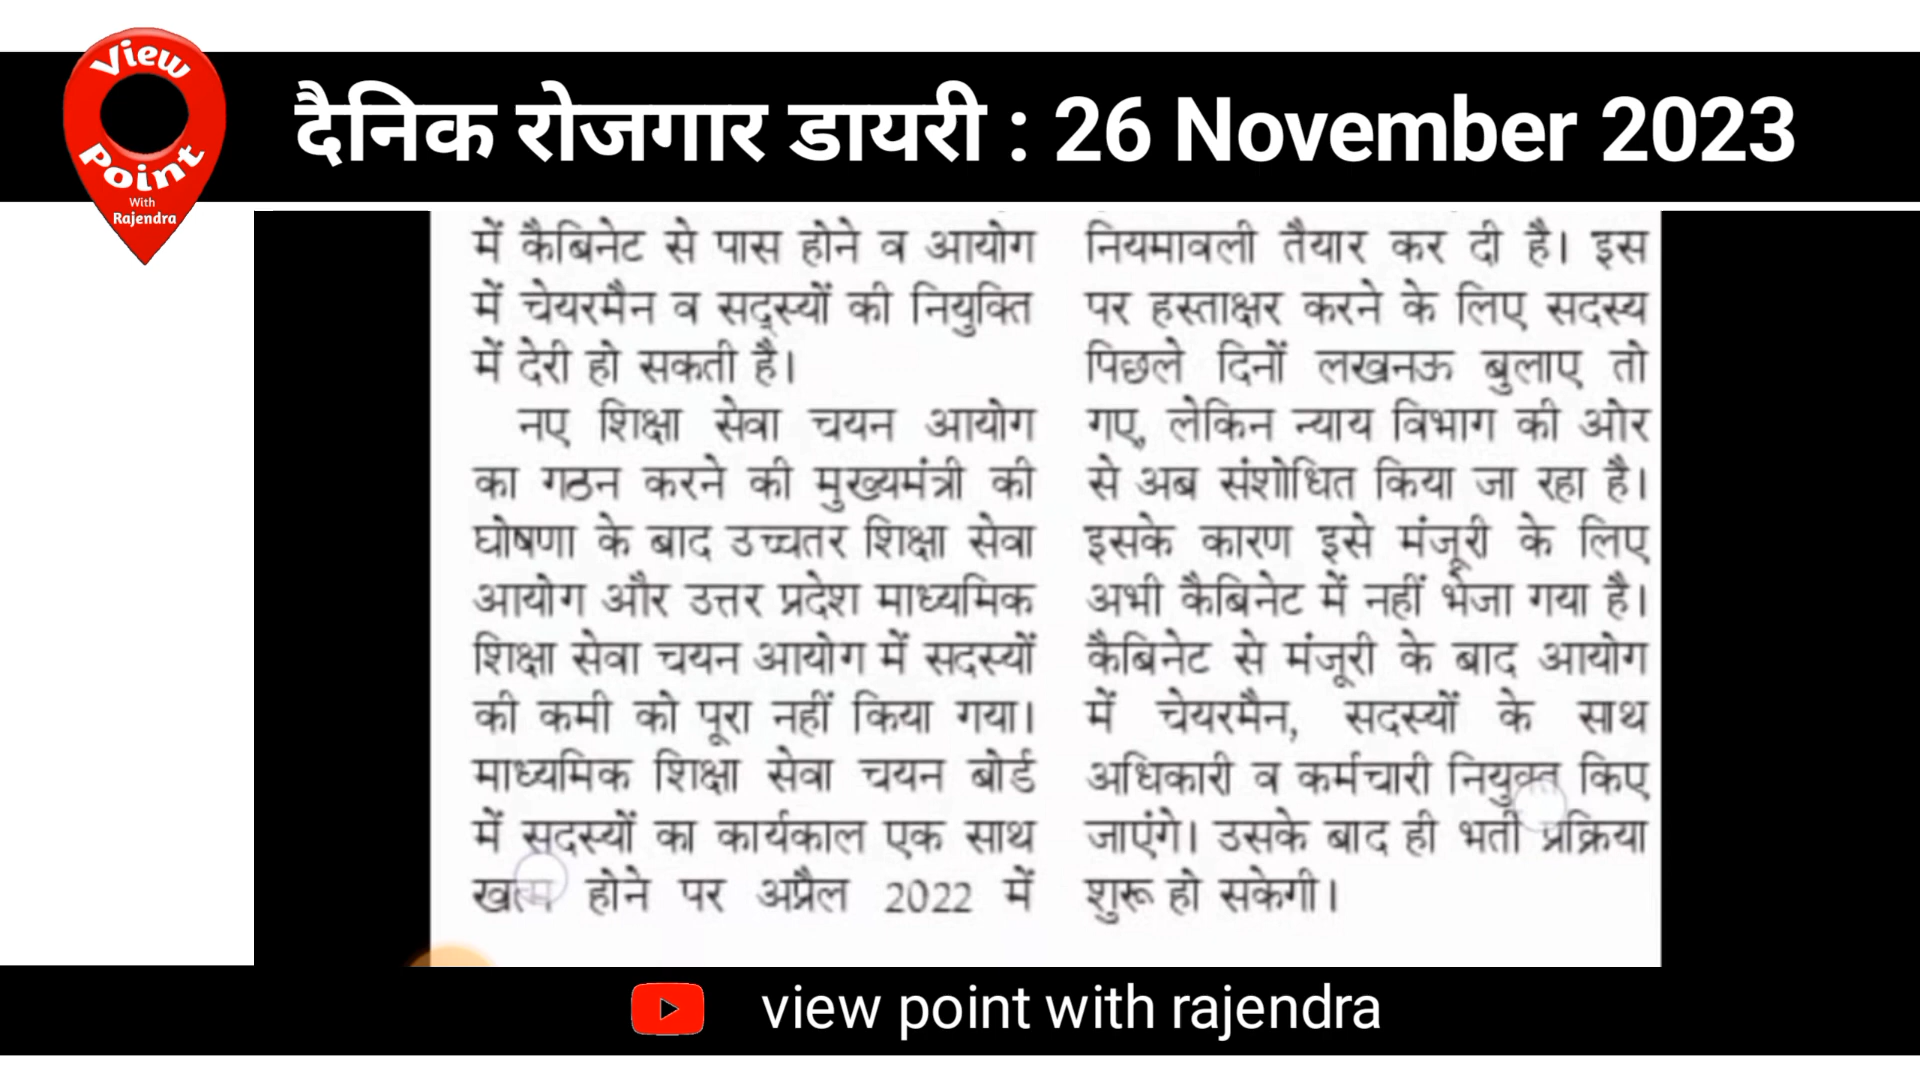 View
Point
With
Rajendra
दैनिक रोजगार डायरी : 26 November 2023
में कैबिनेट से पास होने व आयोग
में चेयरमैन व सदस्यों की नियुक्ति
में देरी हो सकती है।
नए शिक्षा सेवा चयन आयोग
का गठन करने की मुख्यमंत्री की
घोषणा के बाद उच्चतर शिक्षा सेवा
आयोग और उत्तर प्रदेश माध्यमिक
शिक्षा सेवा चयन आयोग में सदस्यों
की कमी को पूरा नहीं किया गया।
माध्यमिक शिक्षा सेवा चयन बोर्ड
में सदस्यों का कार्यकाल एक साथ
खत्म होने पर अप्रैल 2022 में
नियमावली तैयार कर दी है। इस
पर हस्ताक्षर करने के लिए सदस्य
पिछले दिनों लखनऊ बुलाए तो
गए, लेकिन न्याय विभाग की ओर
से अब संशोधित किया जा रहा है।
इसके कारण इसे मंजूरी के लिए
अभी कैबिनेट में नहीं भेजा गया है।
कैबिनेट से मंजूरी के बाद आयोग
में चेयरमैन, सदस्यों के साथ
अधिकारी व कर्मचारी नियुक्त किए
जाएंगे। उसके बाद ही भर्ती प्रक्रिया
शुरू हो सकेगी।
view point with rajendra